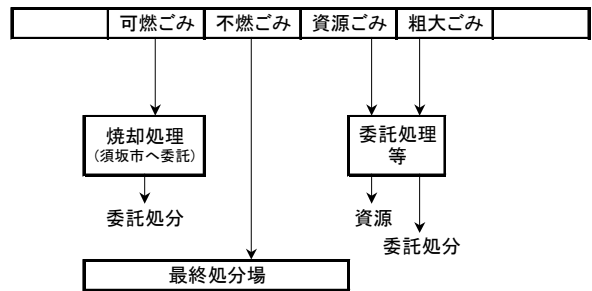 可燃ごみ 不燃ごみ 資源ごみ 粗大ごみ
焼却処理
(須坂市へ委託)
委託処理
等
委託処分
資源
委託処分
最終処分場